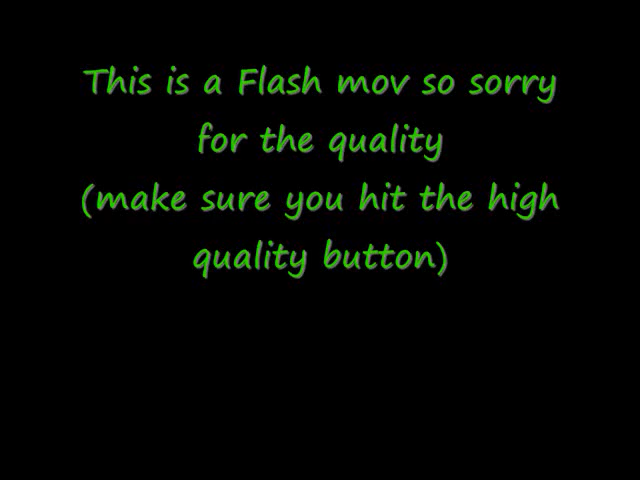 This is a Flash mov so sorry
for the quality
(make sure you hit the high
quality button)